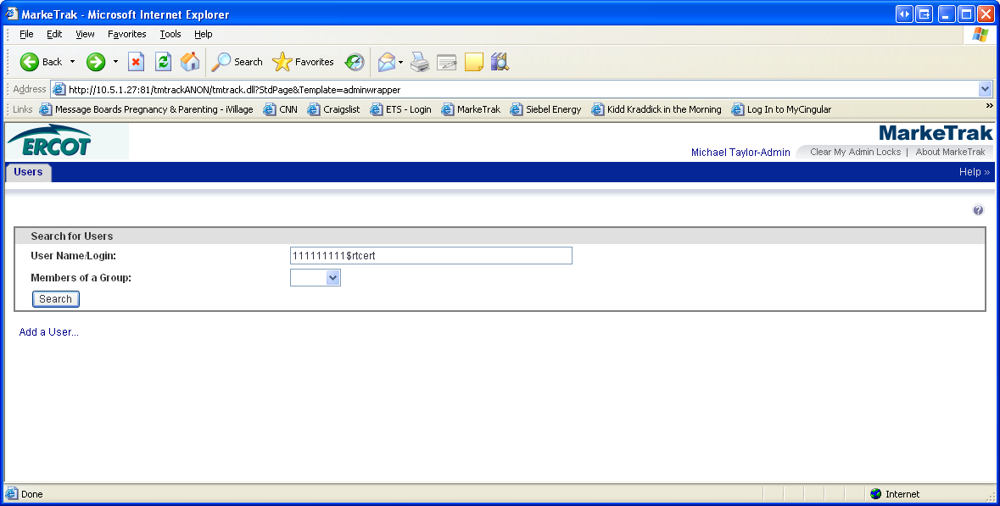 MarkeTrak - Microsoft Internet Explorer
File Edit View Favorites Tools Help
Back Search Favorites
Address http://10.5.1.27:81/tmtrackANON/tmtrack.dll?StdPage&Template=adminwrapper
Links Message Boards Pregnancy & Parenting - iVillage CNN Craigslist ETS - Login MarkeTrak Siebel Energy Kidd Kraddick in the Morning Log In to MyCingular »
ERCOT MarkeTrak
Michael Taylor-Admin Clear My Admin Locks | About MarkeTrak
Users Help »
Search for Users
User Name/Login: 111111111$rtcert
Members of a Group:
Search
Add a User...
Done Internet